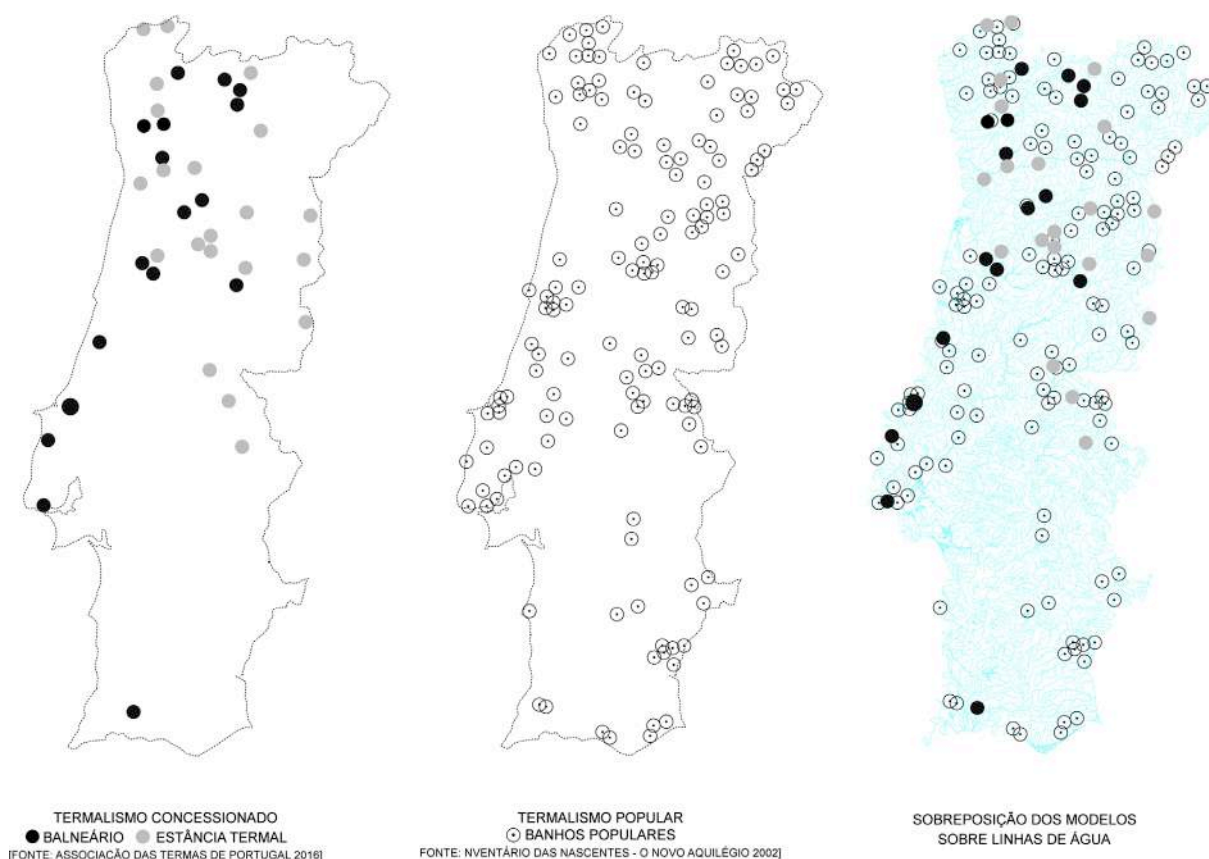 TERMALISMO CONCESSIONADO
BALNEÁRIO ESTÂNCIA TERMAL
[FONTE: ASSOCIAÇÃO DAS TERMAS DE PORTUGAL 2016]
TERMALISMO POPULAR
BANHOS POPULARES
FONTE: NVENTÁRIO DAS NASCENTES - O NOVO AQUILÉGIO 2002]
SOBREPOSIÇÃO DOS MODELOS
SOBRE LINHAS DE ÁGUA